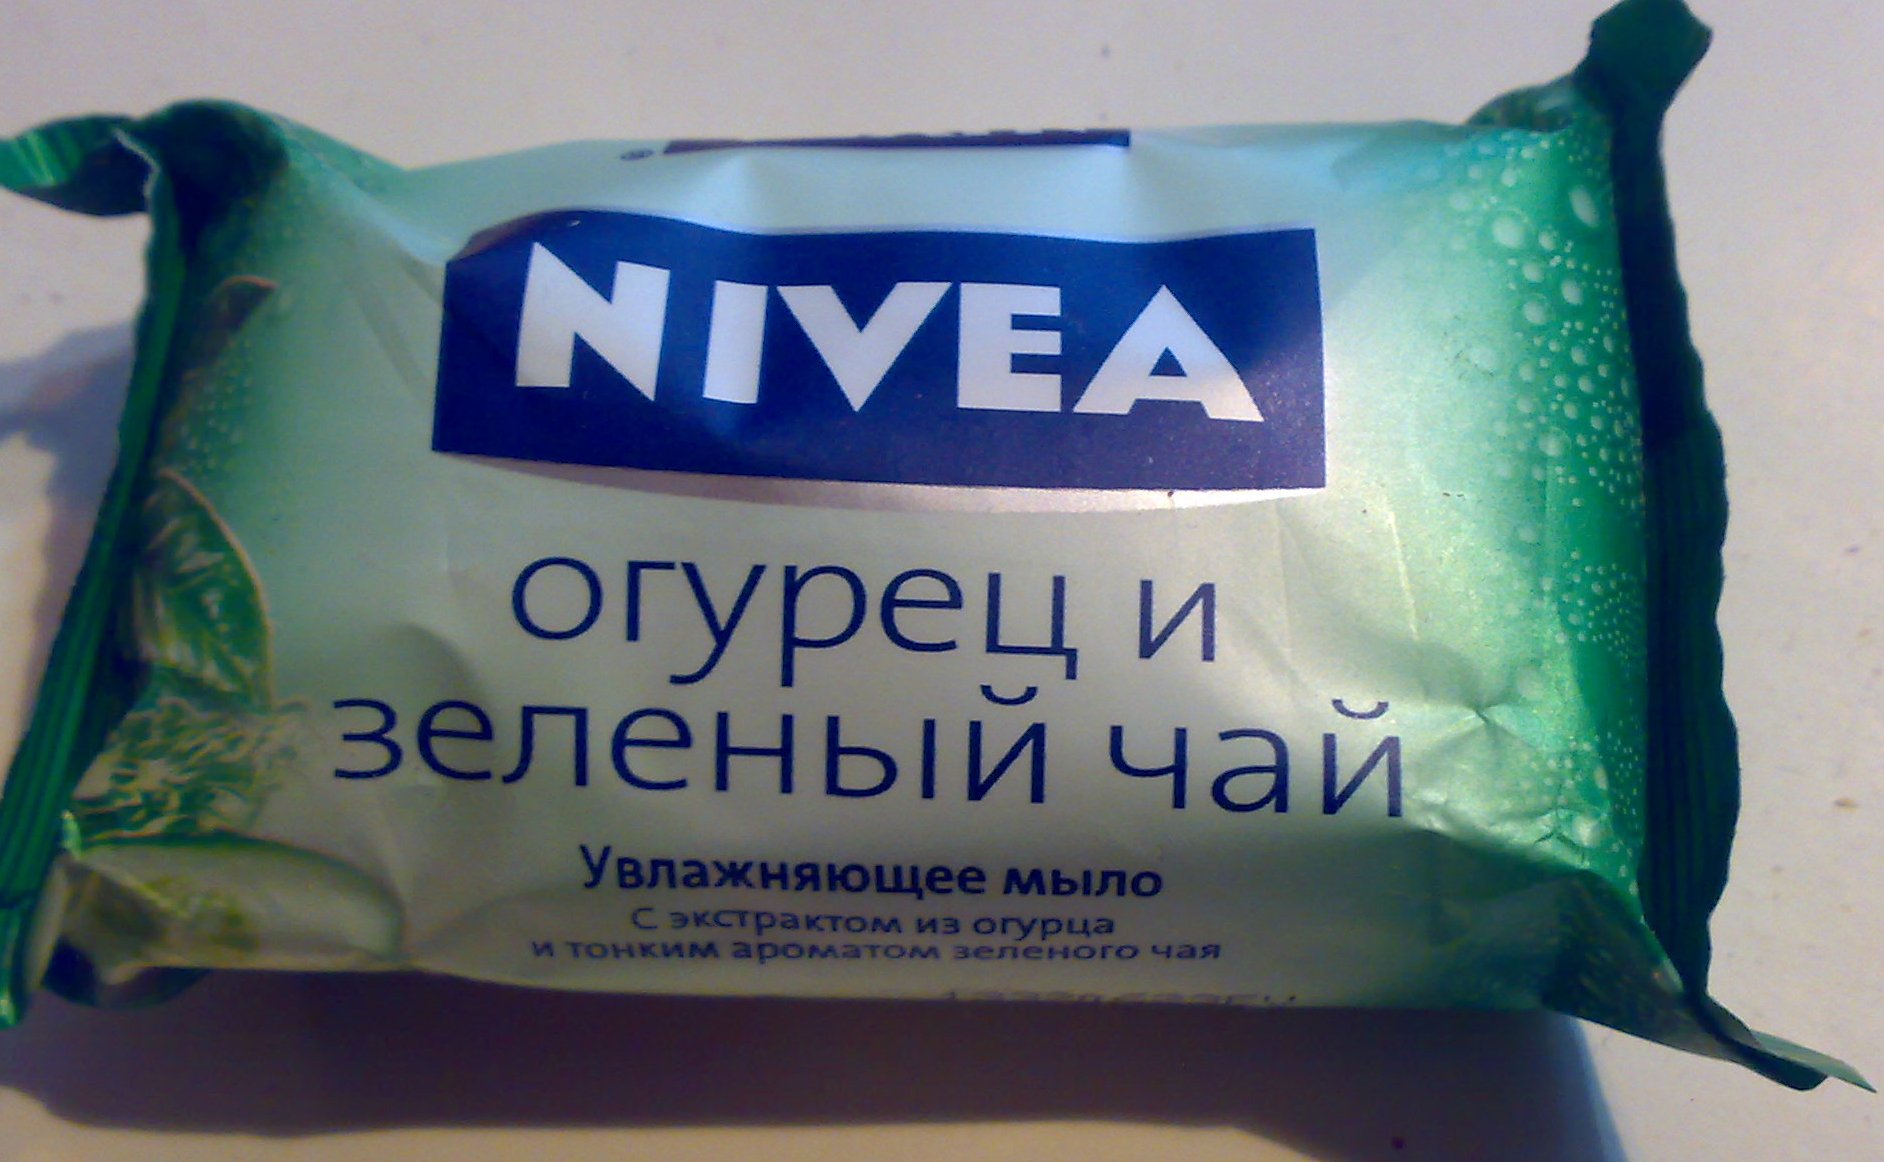 NIVEA
огурец и
зеленый чай
Увлажняющее мыло
С экстрактом из огурца
и тонким ароматом зеленого чая